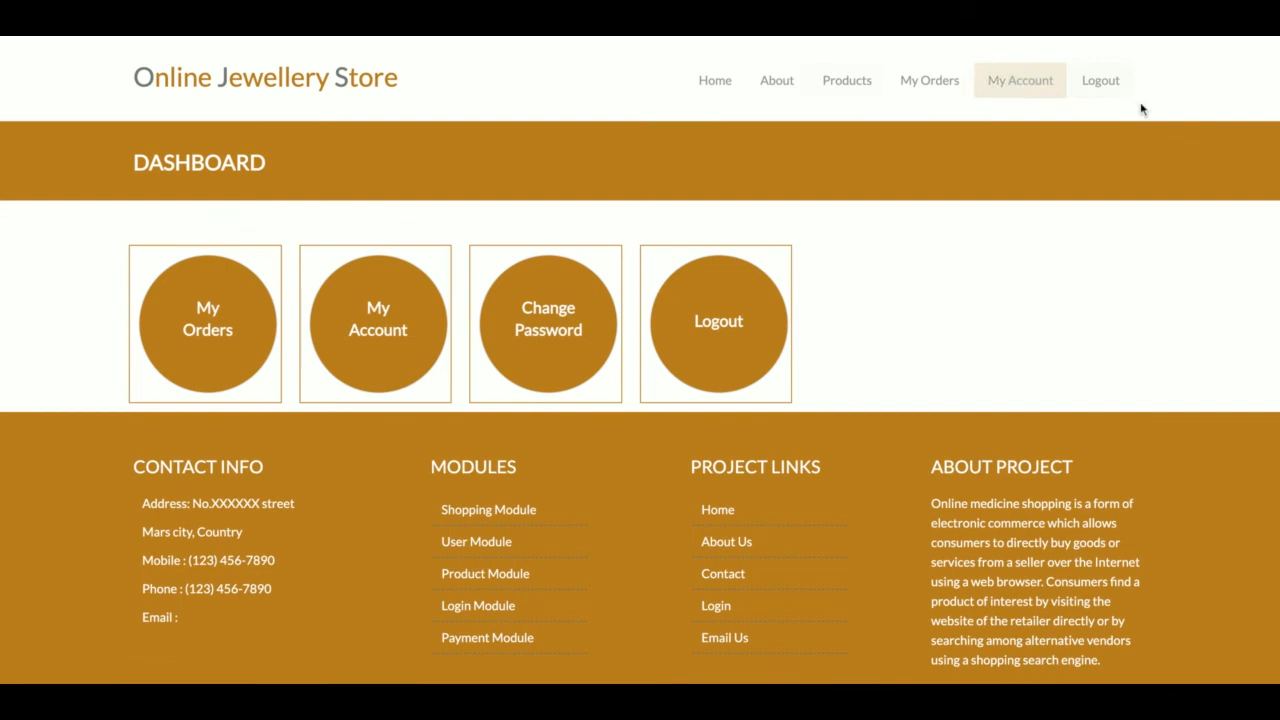 Online Jewellery Store
Home About Products My Orders My Account Logout
DASHBOARD
My
Orders
My
Account
Change
Password
Logout
CONTACT INFO
Address: No.XXXXXX street
Mars city, Country
Mobile : (123) 456-7890
Phone : (123) 456-7890
Email :
MODULES
Shopping Module
User Module
Product Module
Login Module
Payment Module
PROJECT LINKS
Home
About Us
Contact
Login
Email Us
ABOUT PROJECT
Online medicine shopping is a form of
electronic commerce which allows
consumers to directly buy goods or
services from a seller over the Internet
using a web browser. Consumers find a
product of interest by visiting the
website of the retailer directly or by
searching among alternative vendors
using a shopping search engine.